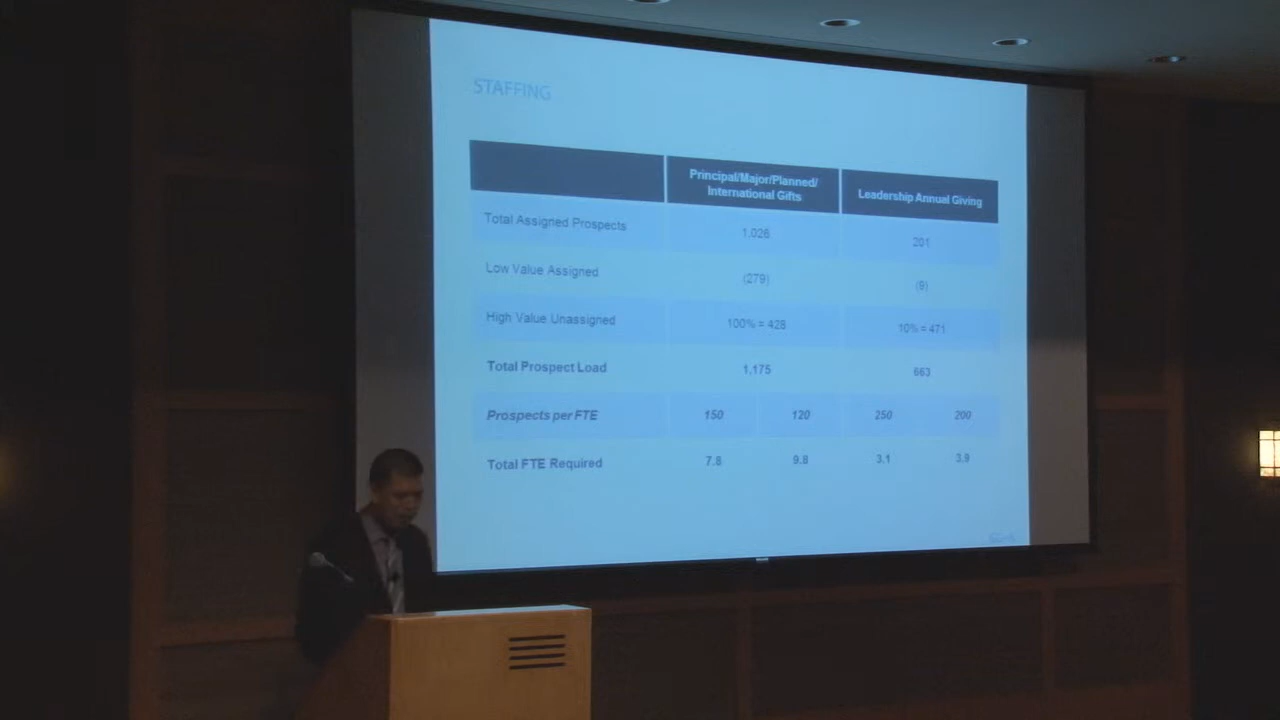 STAFFING
Principal/Major/Planned/
International Gifts
Leadership Annual Giving
Total Assigned Prospects 1,026 201
Low Value Assigned (279) (9)
High Value Unassigned 100% = 428 10% = 471
Total Prospect Load 1,175 663
Prospects per FTE 150 120 250 200
Total FTE Required 7.8 9.8 3.1 3.9